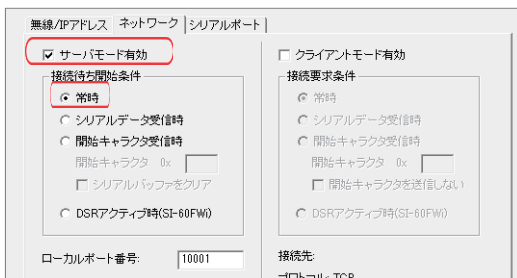 無線/IPアドレス ネットワーク シリアルポート
サーバモード有効
接続待ち開始条件
常時
シリアルデータ受信時
開始キャラクタ受信時
開始キャラクタ 0x
シリアルバッファをクリア
DSRアクティブ時(SI-60FWi)
ローカルポート番号: 10001
クライアントモード有効
接続要求条件
常時
シリアルデータ受信時
開始キャラクタ受信時
開始キャラクタ 0x
開始キャラクタを送信しない
DSRアクティブ時(SI-60FWi)
接続先:
プロトコル: TCP